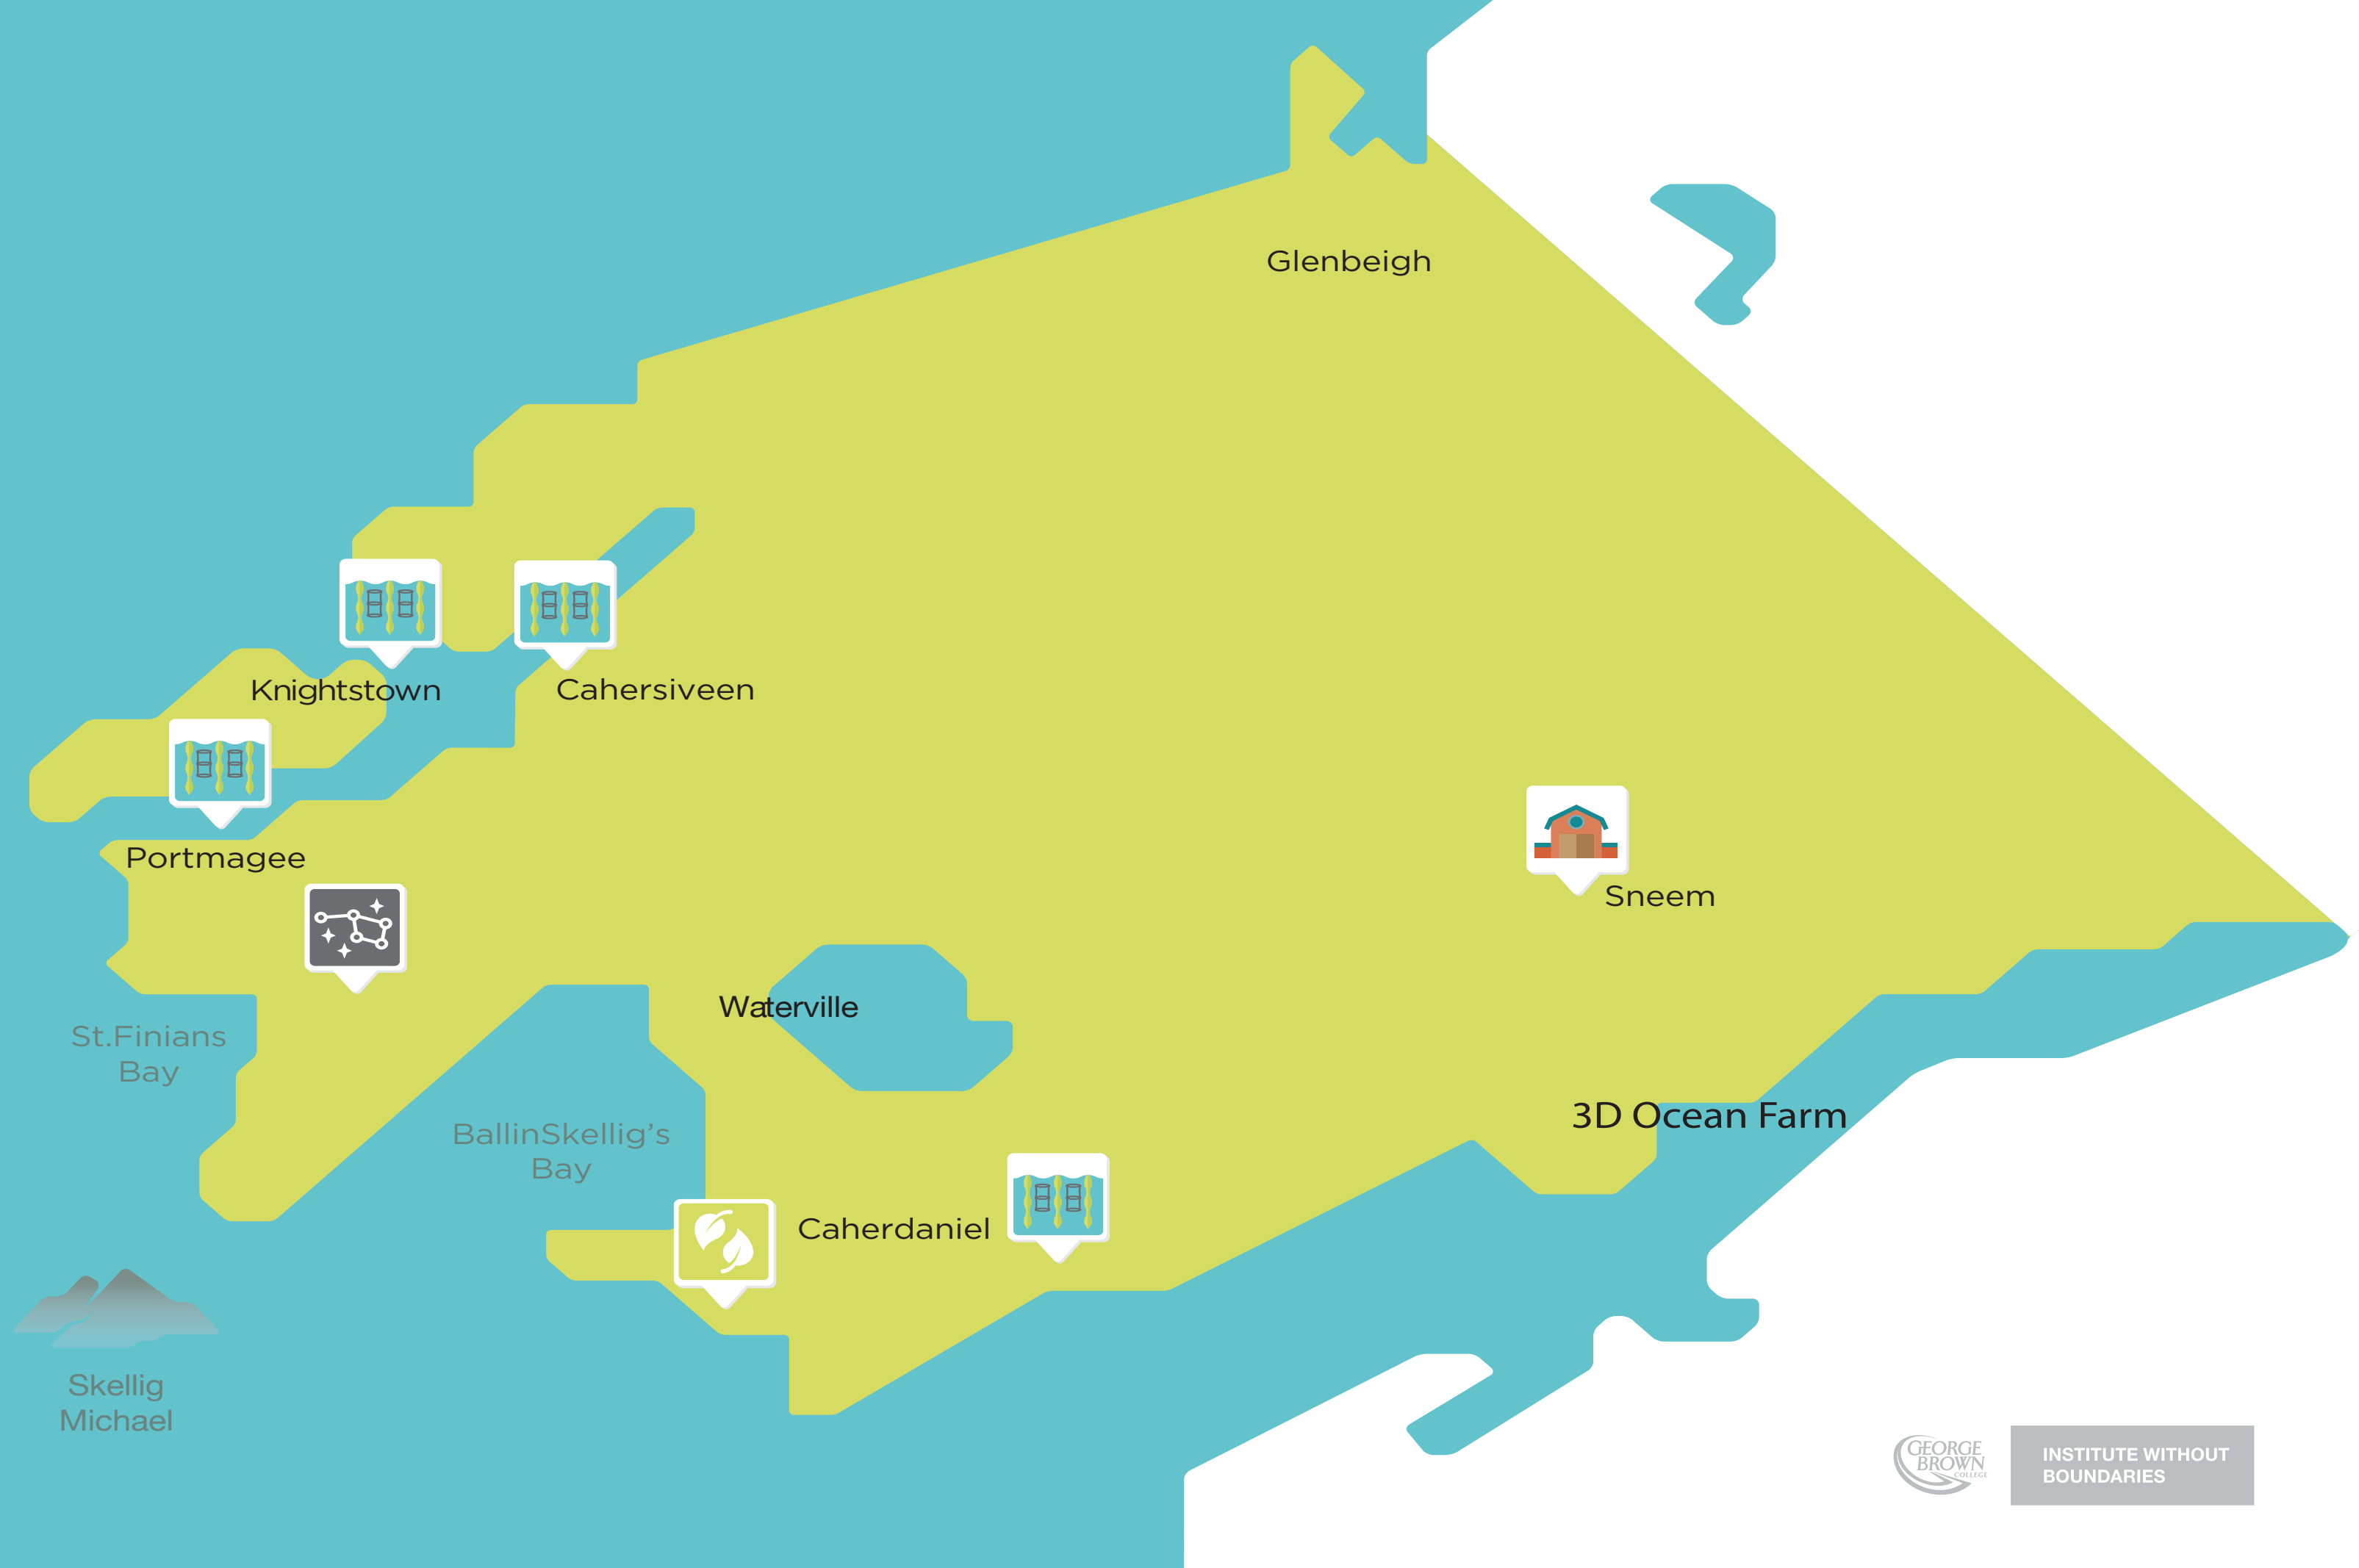 Glenbeigh
Knightstown
Cahersiveen
Portmagee
Sneem
Waterville
St.Finians
Bay
3D Ocean Farm
BallinSkellig’s
Bay
Caherdaniel
Skellig
Michael
GEORGE
BROWN
COLLEGE
INSTITUTE WITHOUT
BOUNDARIES